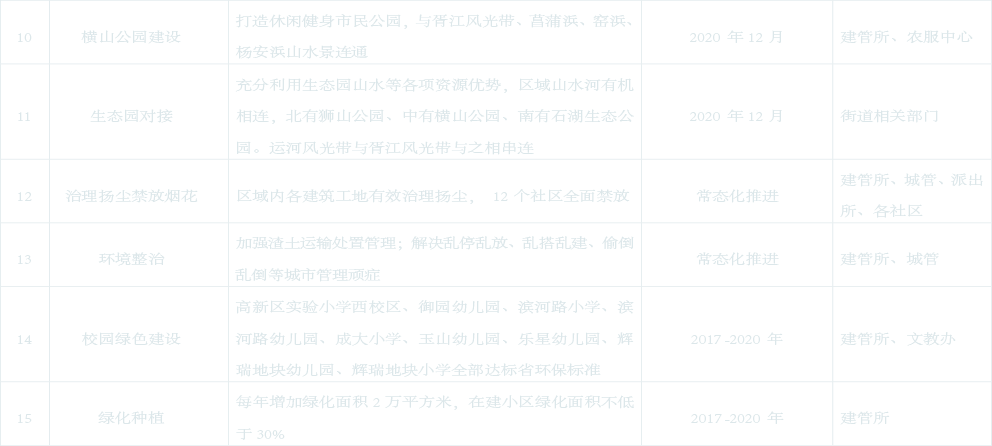 10 横山公园建设 打造休闲健身市民公园，与胥江风光带、菖蒲浜、窑浜、 2020 年 12 月 建管所、农服中心
杨安浜山水景连通
11 生态园对接 充分利用生态园山水等各项资源优势，区域山水河有机 2020 年 12 月 街道相关部门
相连，北有狮山公园、中有横山公园、南有石湖生态公
园。运河风光带与胥江风光带与之相串连
12 治理扬尘禁放烟花 区域内各建筑工地有效治理扬尘， 12 个社区全面禁放 常态化推进 建管所、城管、派出
所、各社区
13 环境整治 加强渣土运输处置管理；解决乱停乱放、乱搭乱建、偷倒 常态化推进 建管所、城管
乱倒等城市管理顽症
14 校园绿色建设 高新区实验小学西校区、御园幼儿园、滨河路小学、滨 2017 -2020 年 建管所、文教办
河路幼儿园、成大小学、玉山幼儿园、乐星幼儿园、辉
瑞地块幼儿园、辉瑞地块小学全部达标省环保标准
15 绿化种植 每年增加绿化面积 2 万平方米，在建小区绿化面积不低 2017 -2020 年 建管所
于 30%